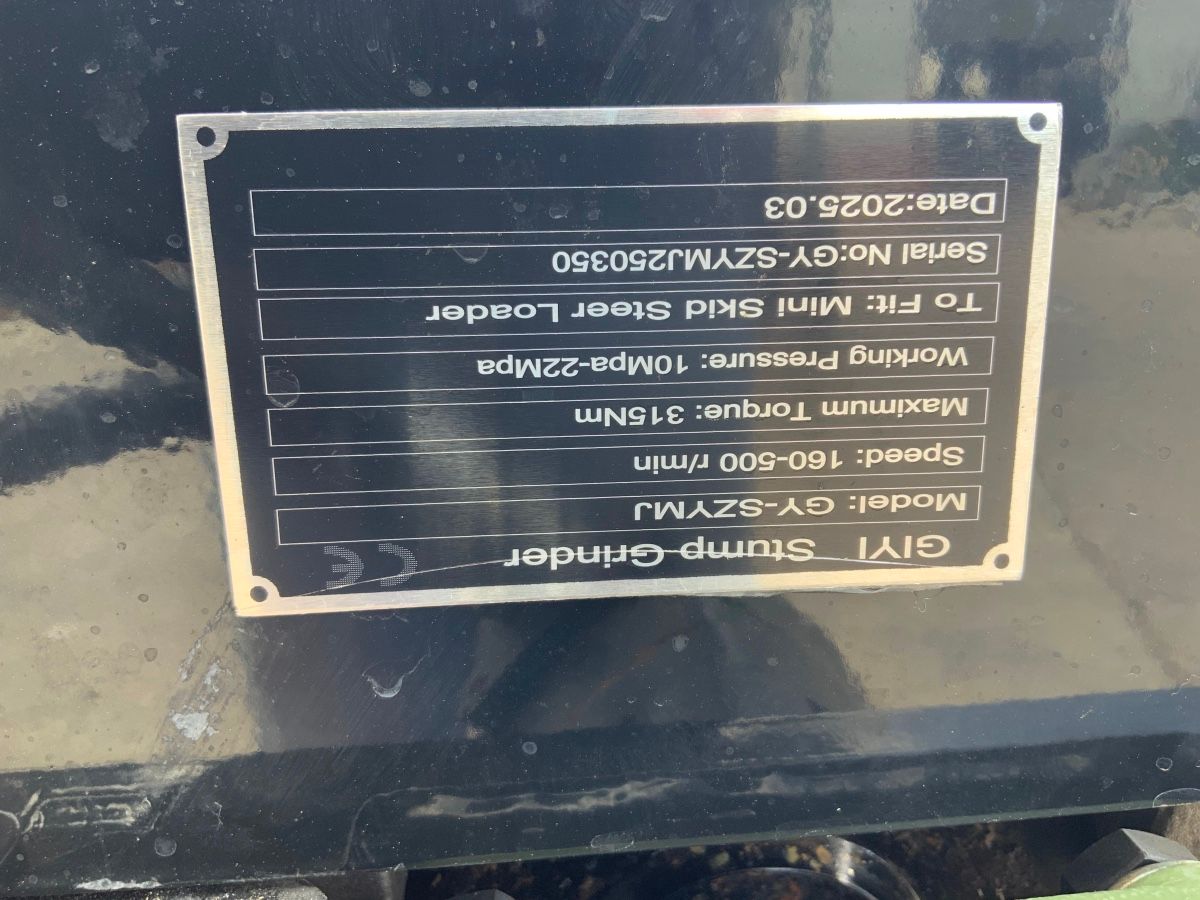 GIYI Stump Grinder CE
Model: GY-SZYMJ
Speed: 160-500 r/min
Maximum Torque: 315Nm
Working Pressure: 10Mpa-22Mpa
To Fit: Mini Skid Steer Loader
Serial No:GY-SZYMJ250350
Date:2025.03